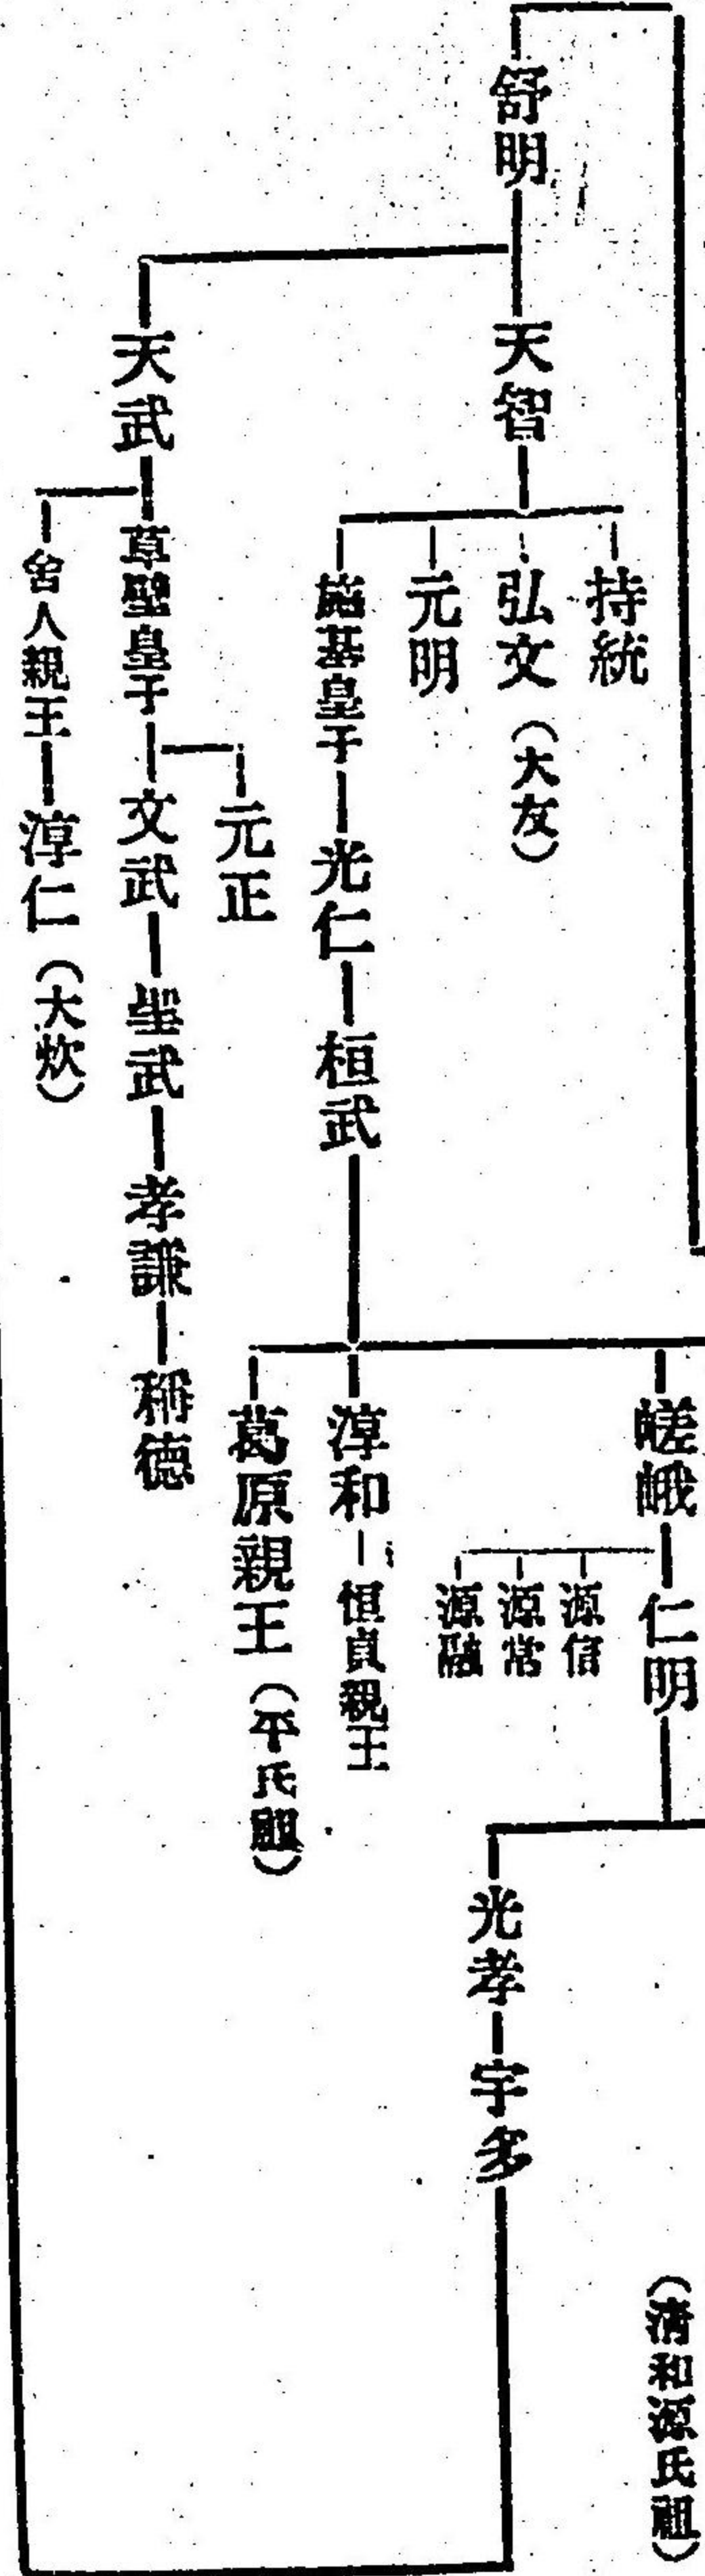 舒明
天智
持統
弘文（大友）
元明
施基皇子
光仁
桓武
天武
草壁皇子
元正
文武
聖武
孝謙
稱德
舍人親王
淳仁（大炊）
嵯峨
仁明
源信
源常
源融
淳和
恒貞親王
葛原親王（平氏祖）
光孝
宇多
（清和源氏祖）